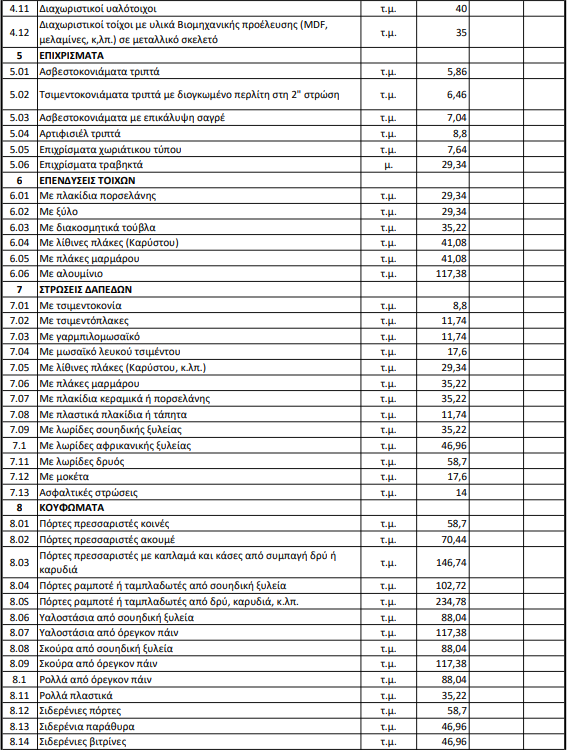 4.11 Διαχωριστικοί υαλότοιχοι τ.μ. 40
4.12 Διαχωριστικοί τοίχοι με υλικά Βιομηχανικής προέλευσης (MDF,
μελαμίνες, κ,λπ.) σε μεταλλικό σκελετό τ.μ. 35
5 ΕΠΙΧΡΙΣΜΑΤΑ
5.01 Ασβεστοκονιάματα τριπτά τ.μ. 5,86
5.02 Τσιμεντοκονιάματα τριπτά με διογκωμένο περλίτη στη 2" στρώση τ.μ. 6,46
5.03 Ασβεστοκονιάματα με επικάλυψη σαγρέ τ.μ. 7,04
5.04 Αρτιφισιέλ τριπτά τ.μ. 8,8
5.05 Επιχρίσματα χωριάτικου τύπου τ.μ. 7,64
5.06 Επιχρίσματα τραβηκτά μ. 29,34
6 ΕΠΕΝΔΥΣΕΙΣ ΤΟΙΧΩΝ
6.01 Με πλακίδια πορσελάνης τ.μ. 29,34
6.02 Με ξύλο τ.μ. 29,34
6.03 Με διακοσμητικά τούβλα τ.μ. 35,22
6.04 Με λίθινες πλάκες (Καρύστου) τ.μ. 41,08
6.05 Με πλάκες μαρμάρου τ.μ. 41,08
6.06 Με αλουμίνιο τ.μ. 117,38
7 ΣΤΡΩΣΕΙΣ ΔΑΠΕΔΩΝ
7.01 Με τσιμεντοκονία τ.μ. 8,8
7.02 Με τσιμεντόπλακες τ.μ. 11,74
7.03 Με γαρμπιλομωσαϊκό τ.μ. 11,74
7.04 Με μωσαϊκό λευκού τσιμέντου τ.μ. 17,6
7.05 Με λίθινες πλάκες (Καρύστου, κ.λπ.) τ.μ. 29,34
7.06 Με πλάκες μαρμάρου τ.μ. 35,22
7.07 Με πλακίδια κεραμικά ή πορσελάνης τ.μ. 35,22
7.08 Με πλαστικά πλακίδια ή τάπητα τ.μ. 11,74
7.09 Με λωρίδες σουηδικής ξυλείας τ.μ. 35,22
7.1 Με λωρίδες αφρικανικής ξυλείας τ.μ. 46,96
7.11 Με λωρίδες δρυός τ.μ. 58,7
7.12 Με μοκέτα τ.μ. 17,6
7.13 Ασφαλτικές στρώσεις τ.μ. 14
8 ΚΟΥΦΩΜΑΤΑ
8.01 Πόρτες πρεσσαριστές κοινές τ.μ. 58,7
8.02 Πόρτες πρεσσαριστές ακουμέ τ.μ. 70,44
8.03 Πόρτες πρεσσαριστές με καπλαμά και κάσες από συμπαγή δρύ ή
καρυδιά τ.μ. 146,74
8.04 Πόρτες ραμποτέ ή ταμπλαδωτές από σουηδική ξυλεία τ.μ. 102,72
8.0S Πόρτες ραμποτέ ή ταμπλαδωτές από δρύ, καρυδιά, κ.λπ. τ.μ. 234,78
8.06 Υαλοστάσια από σουηδική ξυλεία τ.μ. 88,04
8.07 Υαλοστάσια από όρεγκον πάιν τ.μ. 117,38
8.08 Σκούρα από σουηδική ξυλεία τ.μ. 88,04
8.09 Σκούρα από όρεγκον πάιν τ.μ. 117,38
8.1 Ρολλά από όρεγκον πάιν τ.μ. 88,04
8.11 Ρολλά πλαστικά τ.μ. 35,22
8.12 Σιδερένιες πόρτες τ.μ. 58,7
8.13 Σιδερένια παράθυρα τ.μ. 46,96
8.14 Σιδερένιες βιτρίνες τ.μ. 46,96